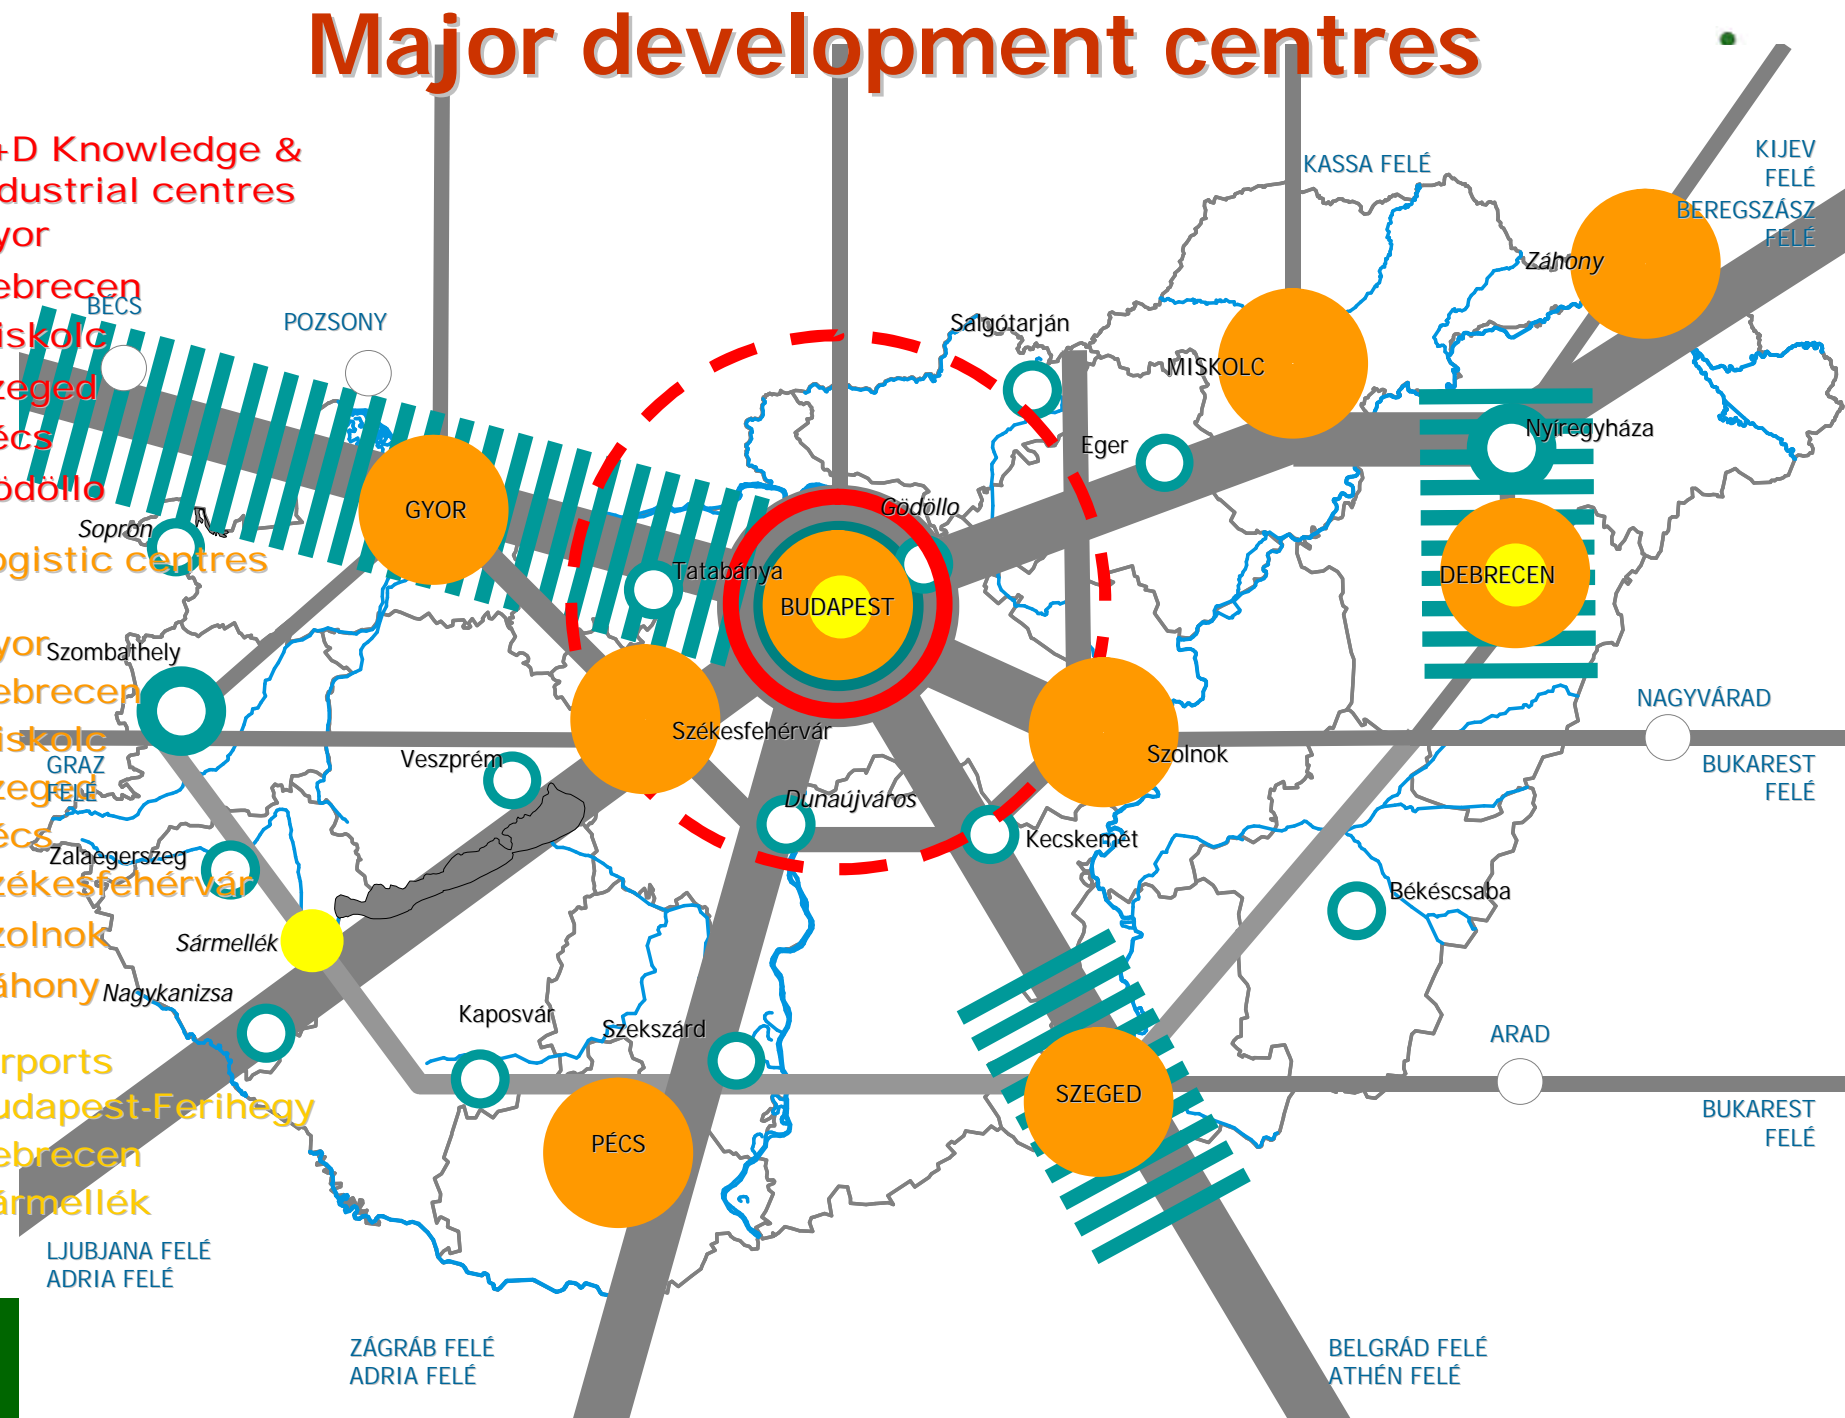 Major development centres
+D Knowledge &
dustrial centres
yor
ebrecen
iskolc
zeged
écs
ödöllo
ogistic centres
yor
ebrecen
iskolc
zeged
écs
zékesfehérvár
zolnok
áhony
rports
udapest-Ferihegy
ebrecen
ármellék
BÉCS
POZSONY
KASSA FELÉ
KIJEV
FELÉ
BEREGSZÁSZ
FELÉ
Záhony
Salgótarján
MISKOLC
Eger
Nyíregyháza
GYOR
Gödöllo
Sopron
Tatabánya
BUDAPEST
DEBRECEN
Szombathely
NAGYVÁRAD
Székesfehérvár
Szolnok
Veszprém
GRAZ
FELÉ
BUKAREST
FELÉ
Dunaújváros
Kecskemét
Zalaegerszeg
Békéscsaba
Sármellék
Nagykanizsa
Kaposvár
Szekszárd
ARAD
SZEGED
BUKAREST
FELÉ
PÉCS
LJUBJANA FELÉ
ADRIA FELÉ
ZÁGRÁB FELÉ
ADRIA FELÉ
BELGRÁD FELÉ
ATHÉN FELÉ